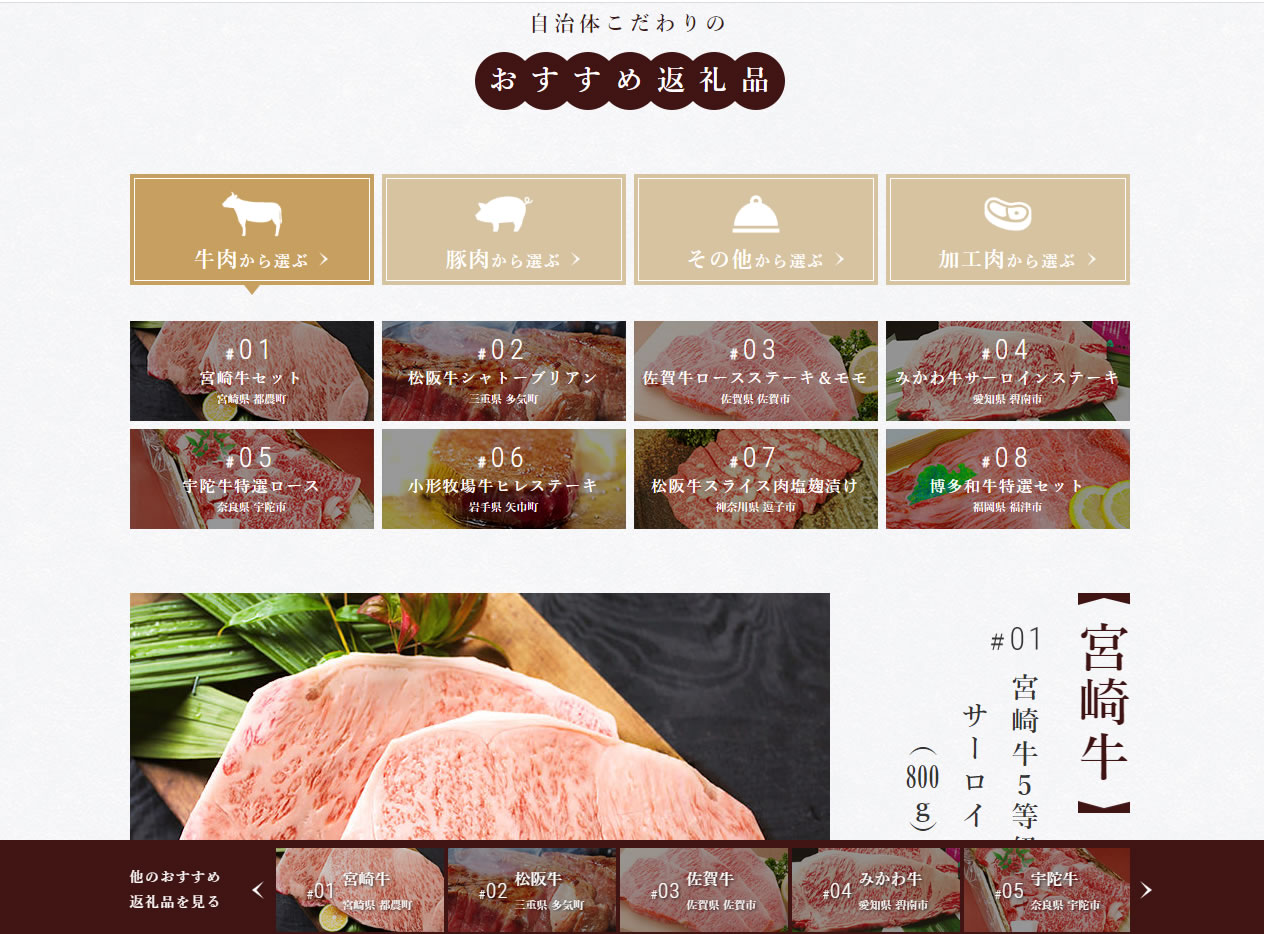 自治体こだわりの
おすすめ返礼品
牛肉から選ぶ
豚肉から選ぶ
その他から選ぶ
加工肉から選ぶ
#01
宮崎牛セット
宮崎県 都農町
#02
松阪牛シャトーブリアン
三重県 多気町
#03
佐賀牛ロースステーキ&モモ
佐賀県 佐賀市
#04
みかわ牛サーロインステーキ
愛知県 碧南市
#05
宇陀牛特選ロース
奈良県 宇陀市
#06
小形牧場牛ヒレステーキ
岩手県 矢巾町
#07
松阪牛スライス肉塩麹漬け
神奈川県 逗子市
#08
博多和牛特選セット
福岡県 福津市
【宮崎牛】
#01
宮崎牛5等
サーロイ
(800g)
他のおすすめ
返礼品を見る
#01 宮崎牛
宮崎県 都農町
#02 松阪牛
三重県 多気町
#03 佐賀牛
佐賀県 佐賀市
#04 みかわ牛
愛知県 碧南市
#05 宇陀牛
奈良県 宇陀市